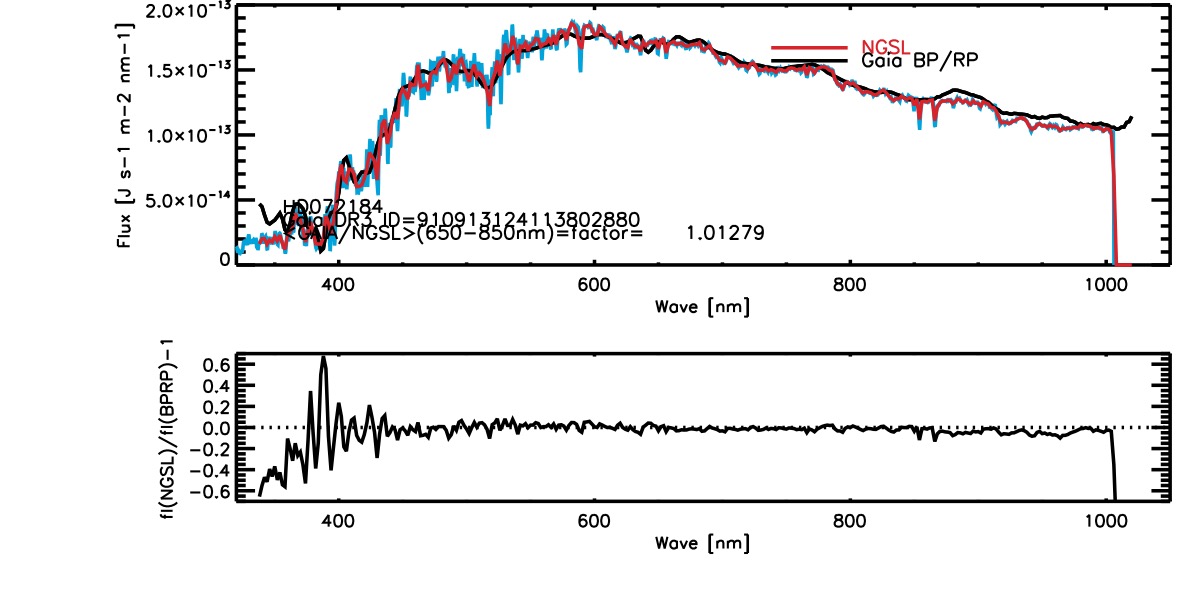 2.0×10−13
1.5×10−13
1.0×10−13
5.0×10−14
0
Flux [J s−1 m−2 nm−1]
NGSL
Gaia BP/RP
HD072184
Gaia DR3 ID=910913124113802880
<GAIA/NGSL>(650−850nm)=factor= 1.01279
400 600 800 1000
Wave [nm]
fl(NGSL)/fl(BPRP)−1
0.6
0.4
0.2
0.0
−0.2
−0.4
−0.6
400 600 800 1000
Wave [nm]